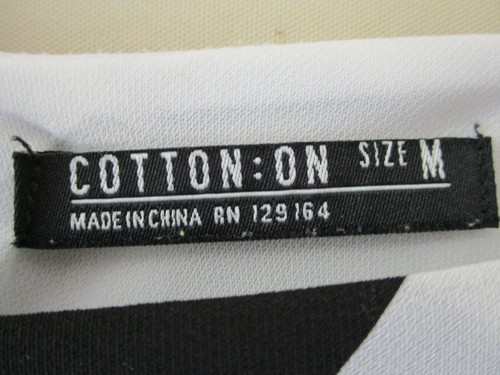 COTTON:ON SIZE M
MADE IN CHINA RN 129164